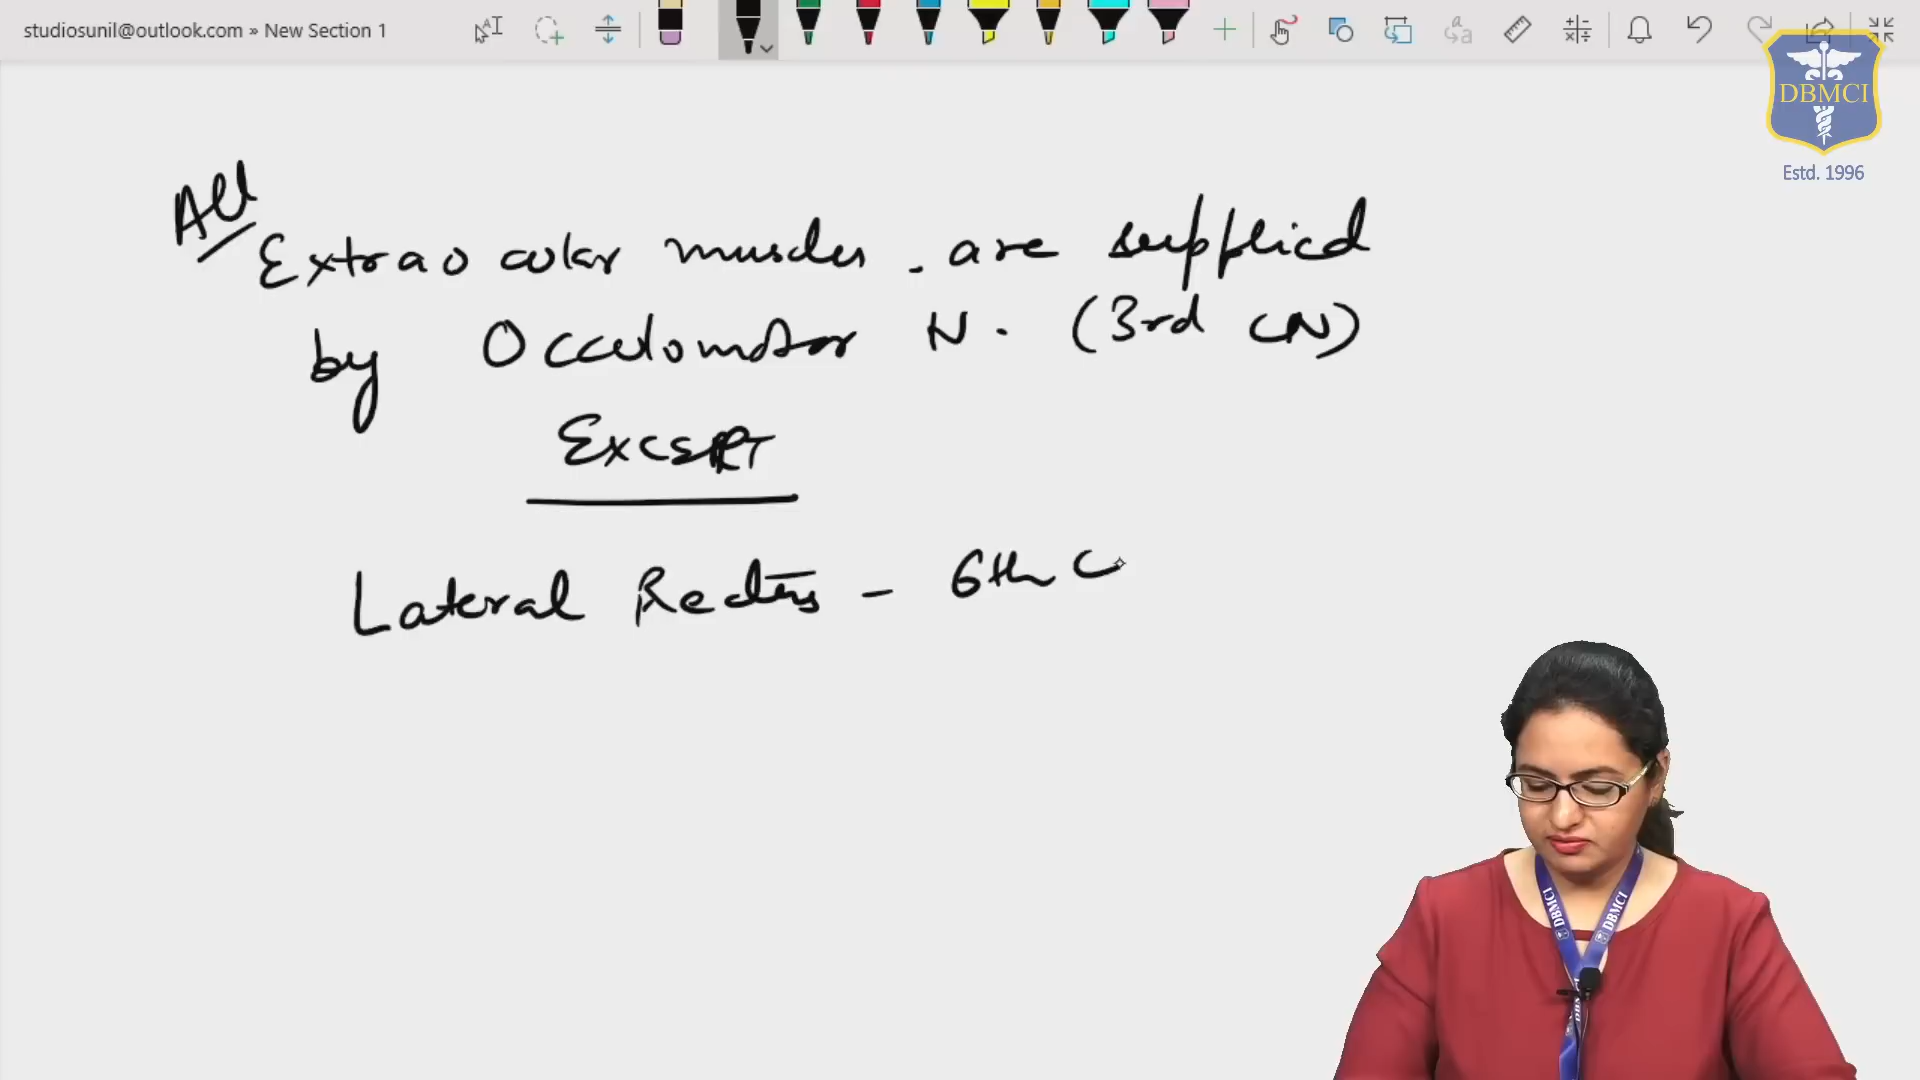 studiosunil@outlook.com » New Section 1
DBMCI
Estd. 1996
All
Extraocular muscles are supplied
by Occulomotor N. (3rd CN)
EXCEPT
Lateral Rectus - 6th C
DBMCI
DBMCI